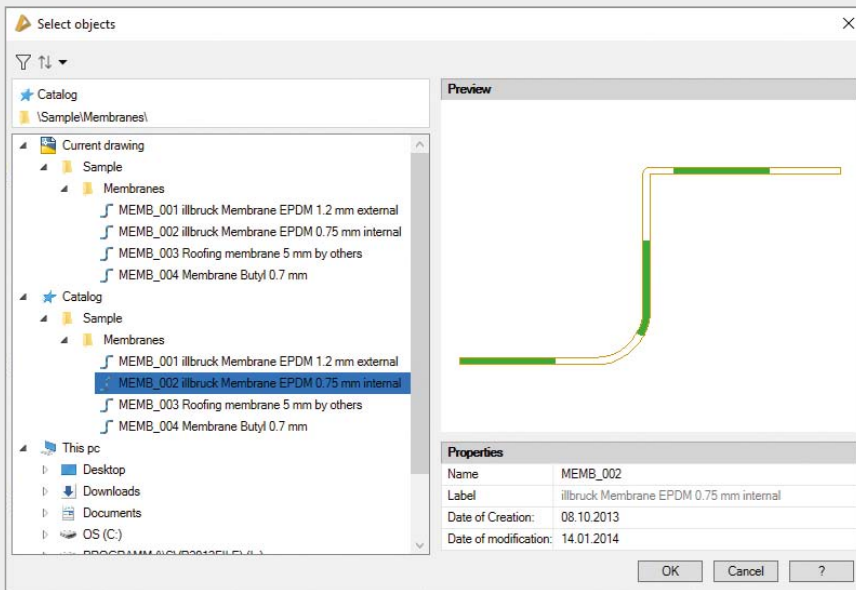 Select objects
Catalog
\Sample\Membranes\
Current drawing
Sample
Membranes
MEMB_001 illbruck Membrane EPDM 1.2 mm external
MEMB_002 illbruck Membrane EPDM 0.75 mm internal
MEMB_003 Roofing membrane 5 mm by others
MEMB_004 Membrane Butyl 0.7 mm
Catalog
Sample
Membranes
MEMB_001 illbruck Membrane EPDM 1.2 mm external
MEMB_002 illbruck Membrane EPDM 0.75 mm internal
MEMB_003 Roofing membrane 5 mm by others
MEMB_004 Membrane Butyl 0.7 mm
This pc
Desktop
Downloads
Documents
OS (C:)
Preview
Properties
Name MEMB_002
Label illbruck Membrane EPDM 0.75 mm internal
Date of Creation: 08.10.2013
Date of modification: 14.01.2014
OK Cancel ?